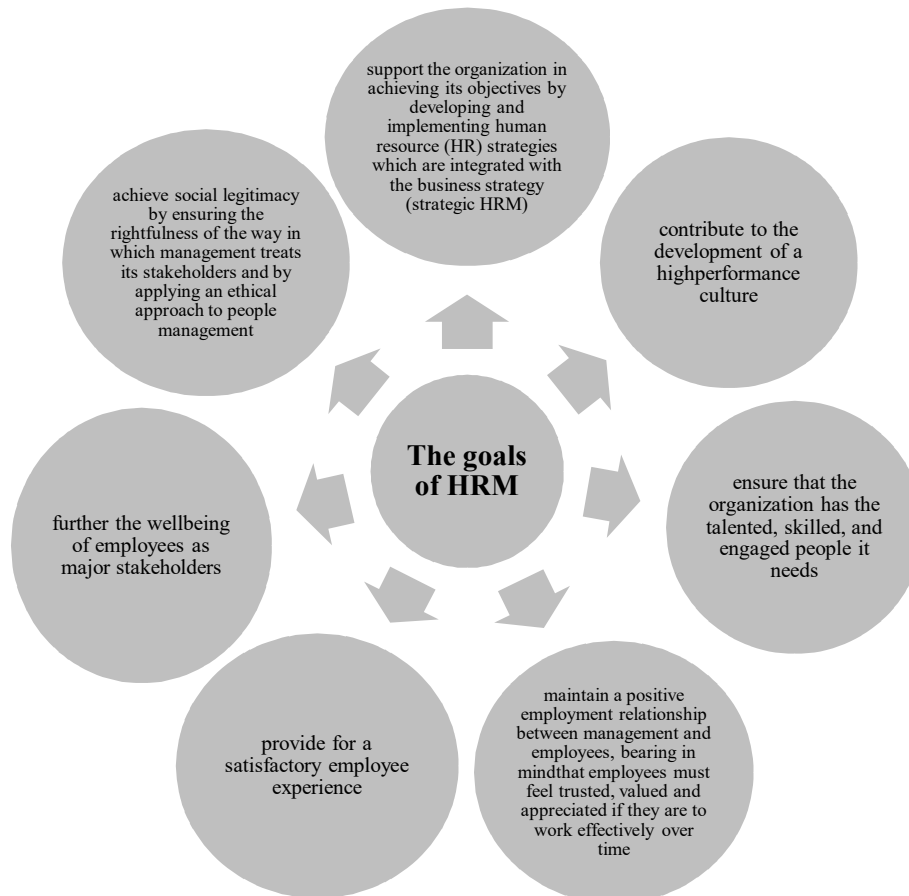 The goals
of HRM
support the organization in
achieving its objectives by
developing and
implementing human
resource (HR) strategies
which are integrated with
the business strategy
(strategic HRM)
contribute to the
development of a
highperformance
culture
ensure that the
organization has the
talented, skilled, and
engaged people it
needs
maintain a positive
employment relationship
between management and
employees, bearing in
mindthat employees must
feel trusted, valued and
appreciated if they are to
work effectively over
time
provide for a
satisfactory employee
experience
further the wellbeing
of employees as
major stakeholders
achieve social legitimacy
by ensuring the
rightfulness of the way in
which management treats
its stakeholders and by
applying an ethical
approach to people
management